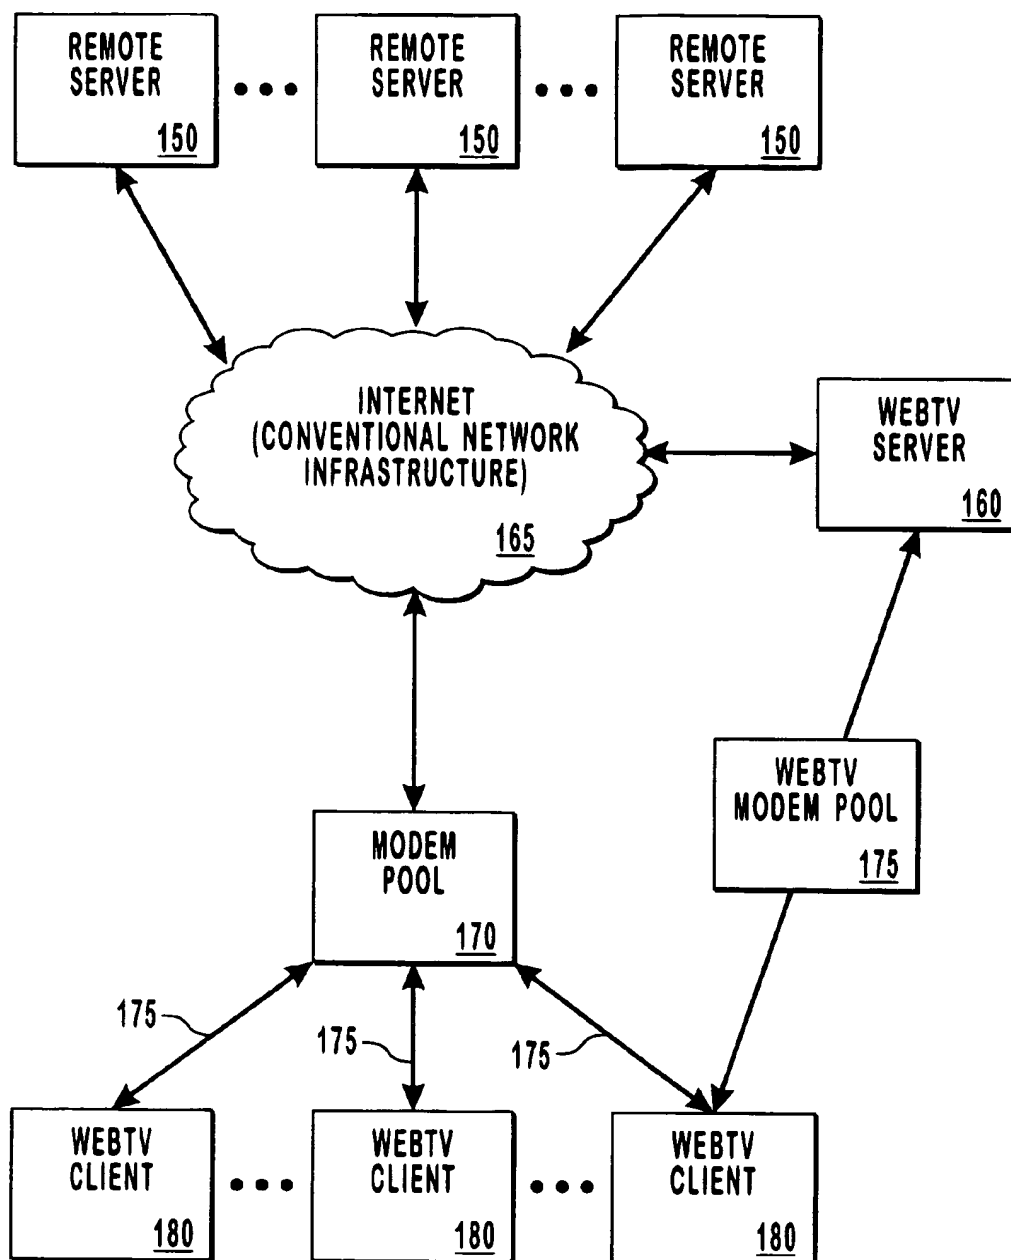 REMOTE
SERVER
150
REMOTE
SERVER
150
REMOTE
SERVER
150
INTERNET
(CONVENTIONAL NETWORK
INFRASTRUCTURE)
165
WEBTV
SERVER
160
WEBTV
MODEM POOL
175
MODEM
POOL
170
175
175
175
WEBTV
CLIENT
180
WEBTV
CLIENT
180
WEBTV
CLIENT
180